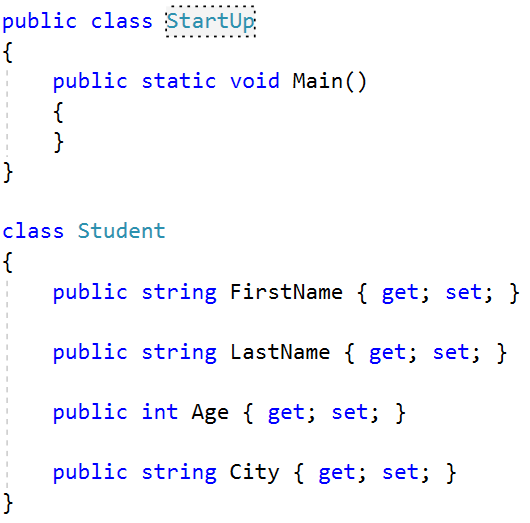 public class StartUp
{
    public static void Main()
    {
    }
}
class Student
{
    public string FirstName { get; set; }
    public string LastName { get; set; }
    public int Age { get; set; }
    public string City { get; set; }
}